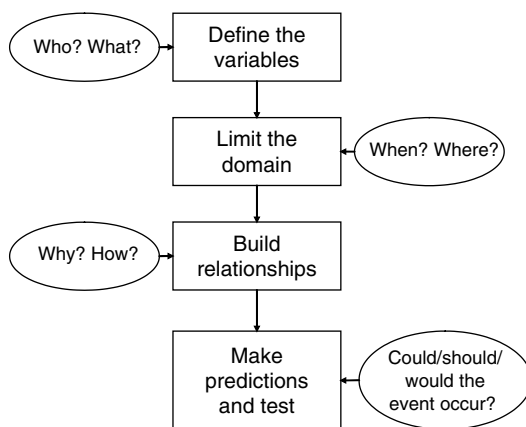 Who? What?
Define the
variables
Limit the
domain
When? Where?
Why? How?
Build
relationships
Make
predictions
and test
Could/should/
would the
event occur?